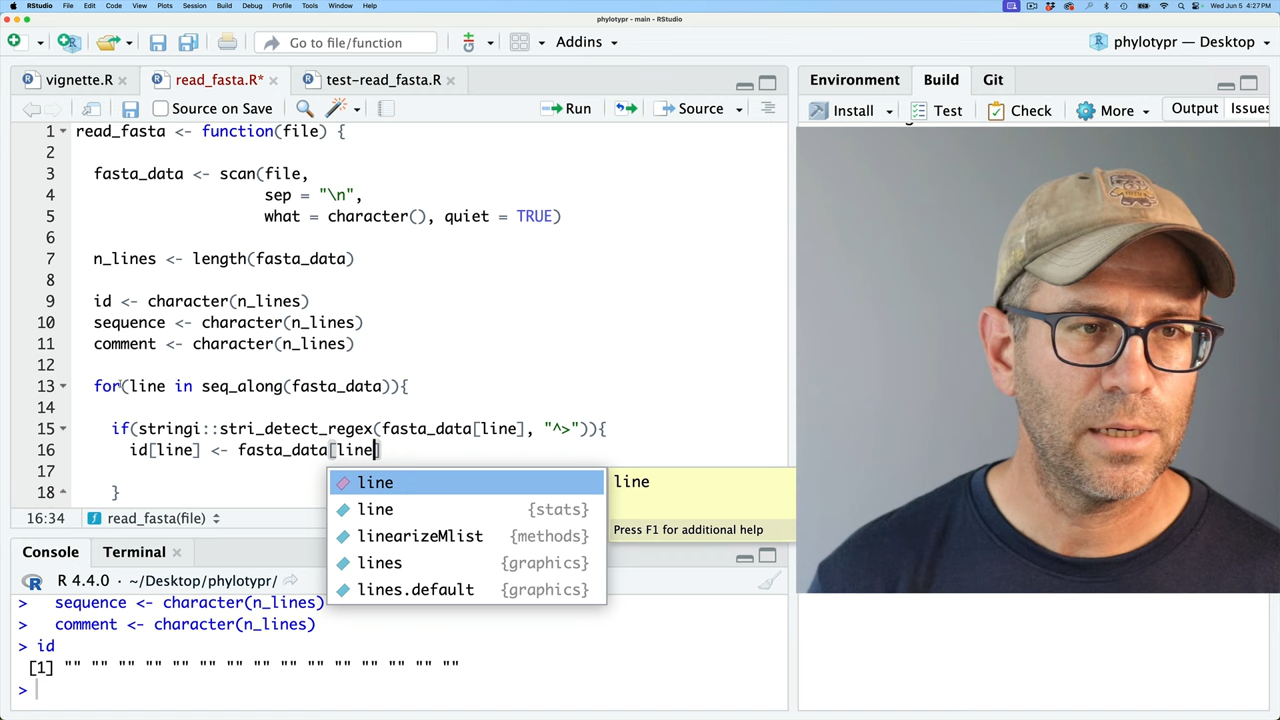 RStudio File Edit Code View Plots Session Build Debug Profile Tools Window Help Wed Jun 5 4:27 PM
phylotypr - main - RStudio
Go to file/function Addins phylotypr — Desktop
vignette.R read_fasta.R* test-read_fasta.R Environment Build Git
Source on Save Run Source Install Test Check More Output Issues
1 read_fasta <- function(file) {
2
3 fasta_data <- scan(file,
4 sep = "\n",
5 what = character(), quiet = TRUE)
6
7 n_lines <- length(fasta_data)
8
9 id <- character(n_lines)
10 sequence <- character(n_lines)
11 comment <- character(n_lines)
12
13 for(line in seq_along(fasta_data)){
14
15 if(stringi::stri_detect_regex(fasta_data[line], "^>")){
16 id[line] <- fasta_data[line]
17
18 }
line line
line {stats}
linearizeMlist {methods}
Press F1 for additional help
lines {graphics}
lines.default {graphics}
16:34 read_fasta(file)
Console Terminal
R 4.4.0 · ~/Desktop/phylotypr/
> sequence <- character(n_lines)
> comment <- character(n_lines)
> id
[1] "" "" "" "" "" "" "" "" "" "" "" "" "" "" ""
>